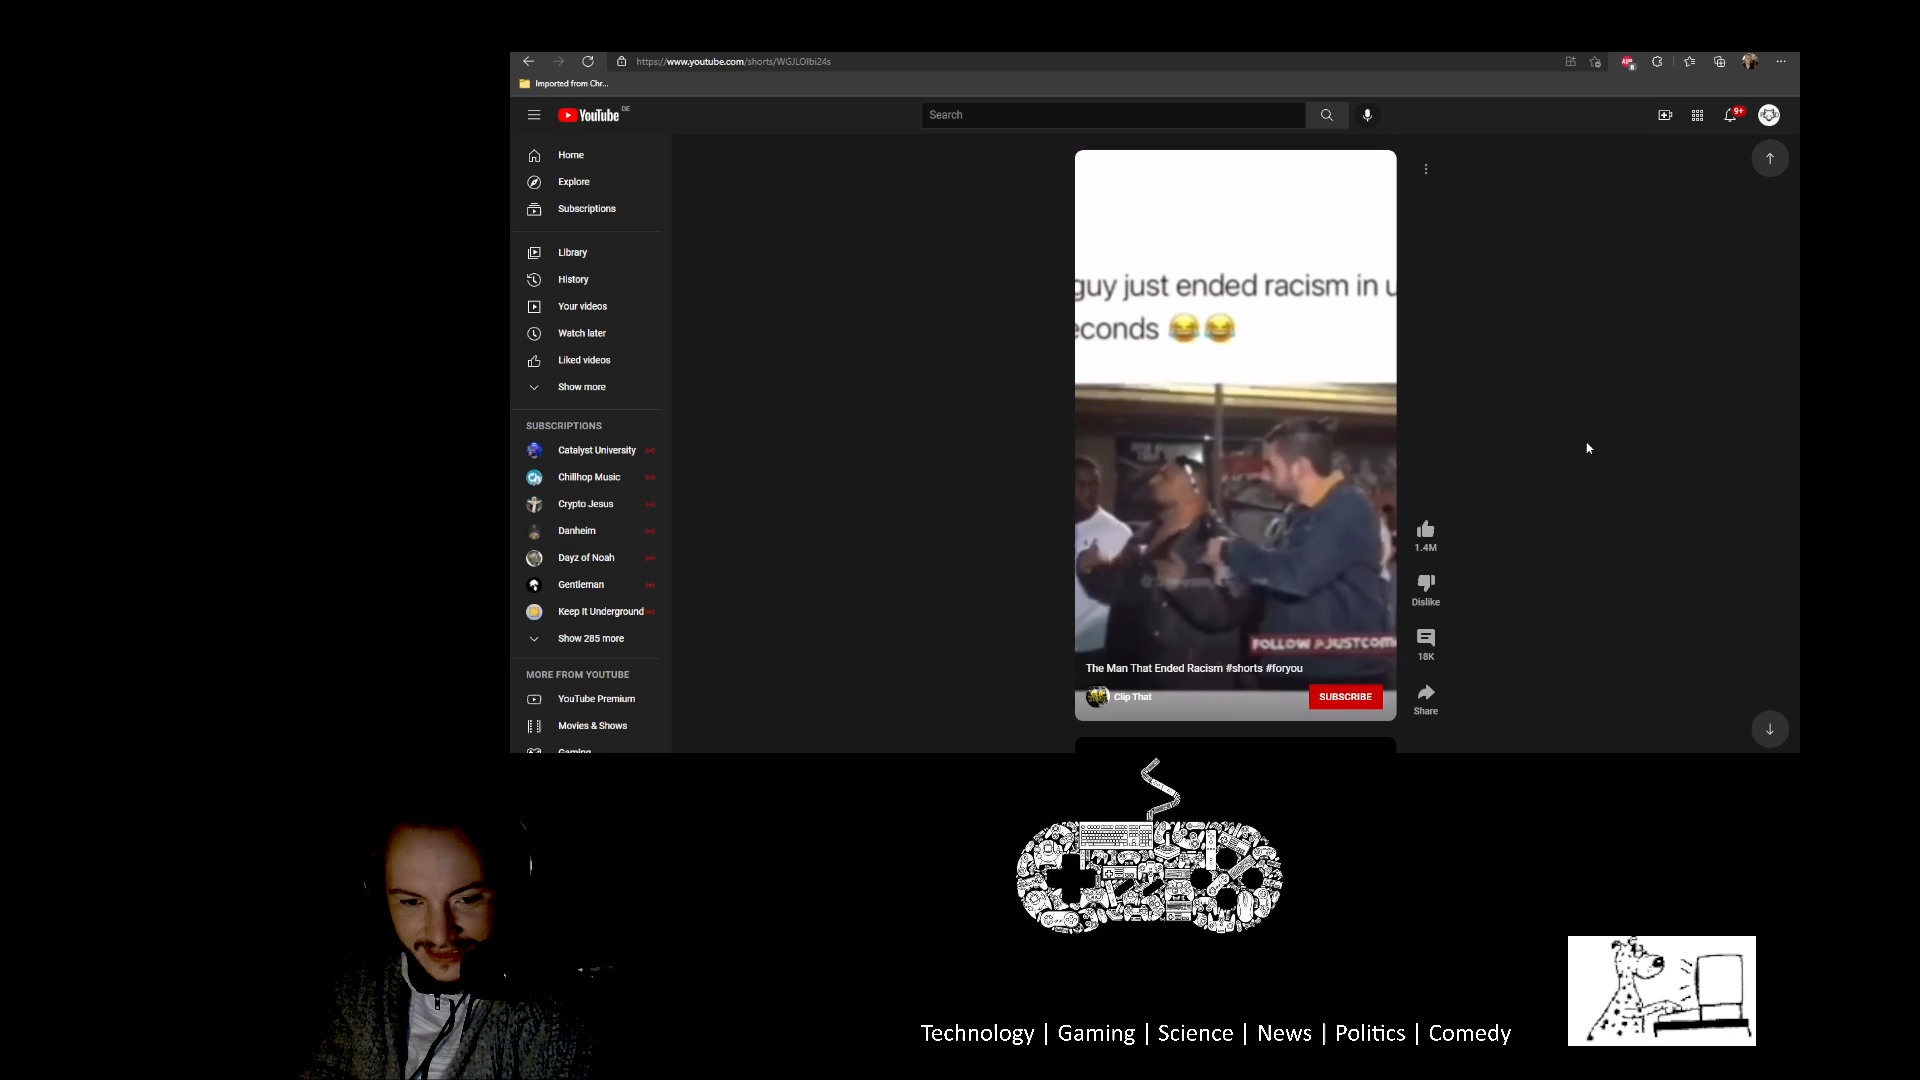 https://www.youtube.com/shorts/WGJLOIbi24s
Imported from Chr...
YouTube DE
Search
9+
Home
Explore
Subscriptions
Library
History
Your videos
Watch later
Liked videos
Show more
SUBSCRIPTIONS
Catalyst University
Chillhop Music
Crypto Jesus
Danheim
Dayz of Noah
Gentleman
Keep It Underground
Show 285 more
MORE FROM YOUTUBE
YouTube Premium
Movies & Shows
Gaming
guy just ended racism in u
econds 😂😂
FOLLOW @JUSTCOM
The Man That Ended Racism #shorts #foryou
Clip That
SUBSCRIBE
1.4M
Dislike
18K
Share
Technology | Gaming | Science | News | Politics | Comedy